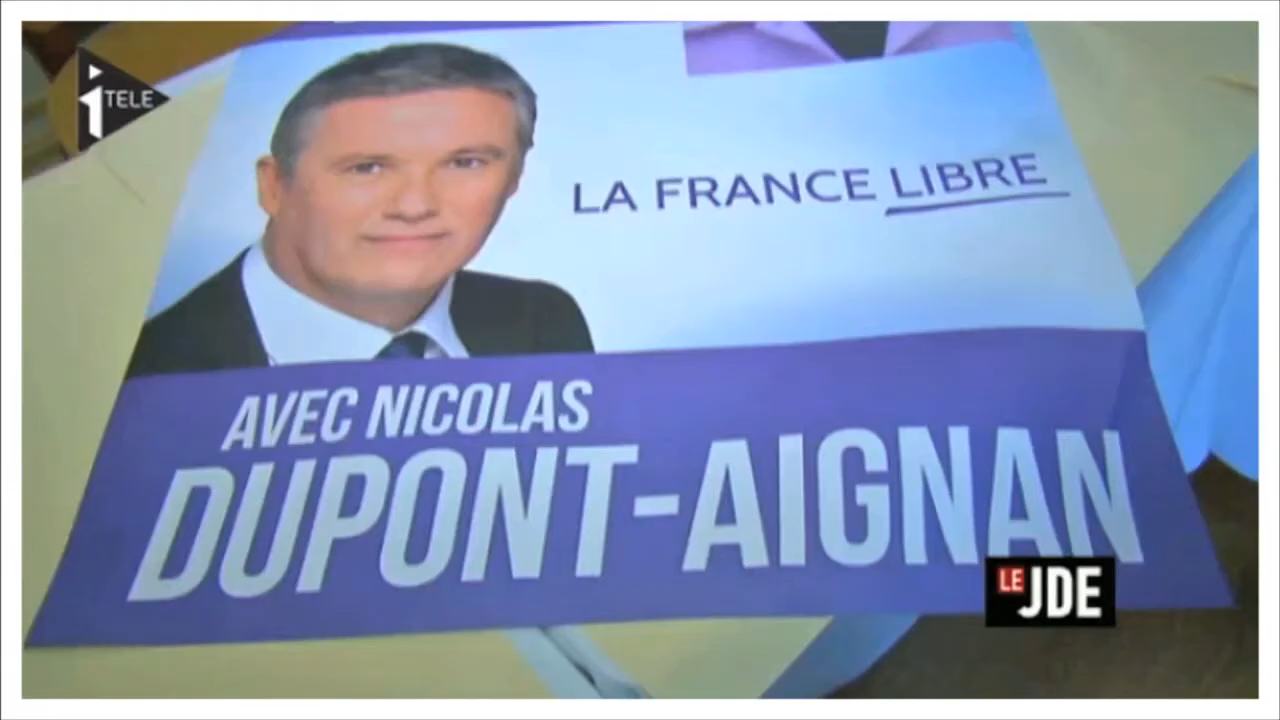 i TELE
LA FRANCE LIBRE
AVEC NICOLAS
DUPONT-AIGNAN
LE JDE